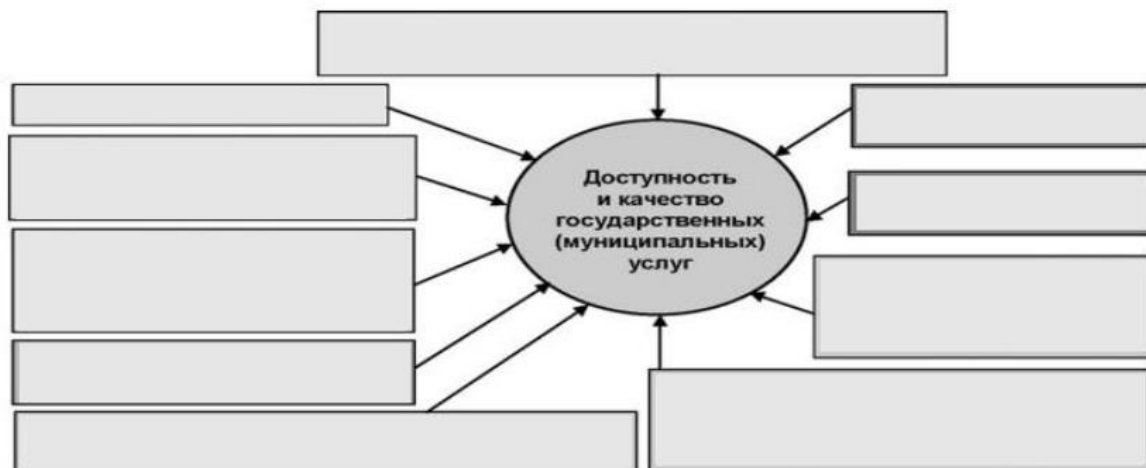 Доступность
и качество
государственных
(муниципальных)
услуг